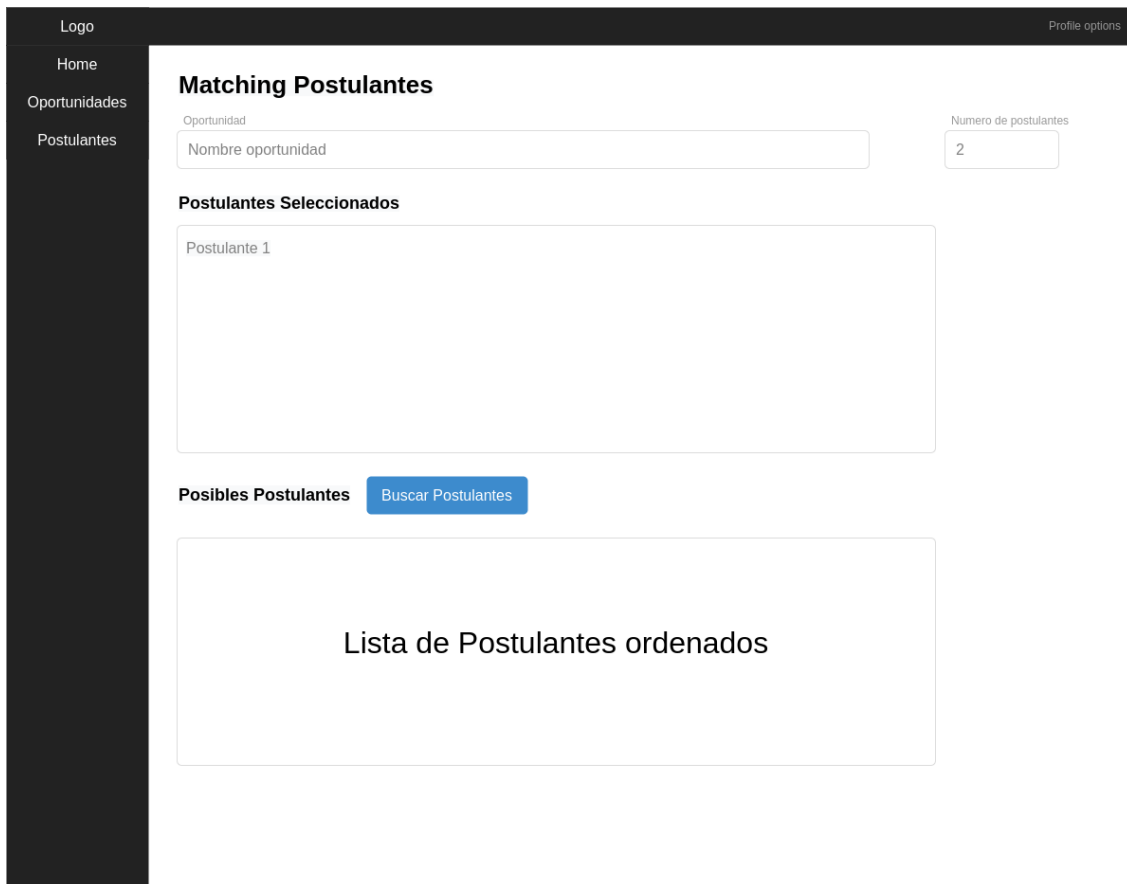 Logo
Profile options
Home
Oportunidades
Postulantes
Matching Postulantes
Oportunidad
Numero de postulantes
Nombre oportunidad
2
Postulantes Seleccionados
Postulante 1
Posibles Postulantes
Buscar Postulantes
Lista de Postulantes ordenados